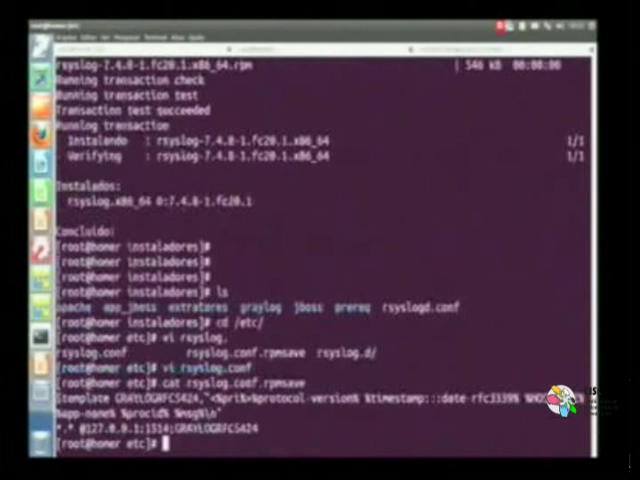 rsyslog-7.4.8-1.fc20.1.x86_64.rpm | 546 kB 00:00:00
Running transaction check
Running transaction test
Transaction test succeeded
Running transaction
Instalando : rsyslog-7.4.8-1.fc20.1.x86_64 1/1
Verifying : rsyslog-7.4.8-1.fc20.1.x86_64 1/1
Instalados:
rsyslog.x86_64 0:7.4.8-1.fc20.1
Concluído:
[root@homer instaladores]#
[root@homer instaladores]#
[root@homer instaladores]#
[root@homer instaladores]# ls
apache app_jboss extratores graylog jboss prereq rsyslogd.conf
[root@homer instaladores]# cd /etc/
[root@homer etc]# vi rsyslog.
rsyslog.conf rsyslog.conf.rpmsave rsyslog.d/
[root@homer etc]# vi rsyslog.conf
[root@homer etc]# cat rsyslog.conf.rpmsave
$template GRAYLOGRFC5424,"<%pri%>%protocol-version% %timestamp:::date-rfc3339%
%app-name% %procid% %msg%\n"
*.* @127.0.0.1:1514;GRAYLOGRFC5424
[root@homer etc]#